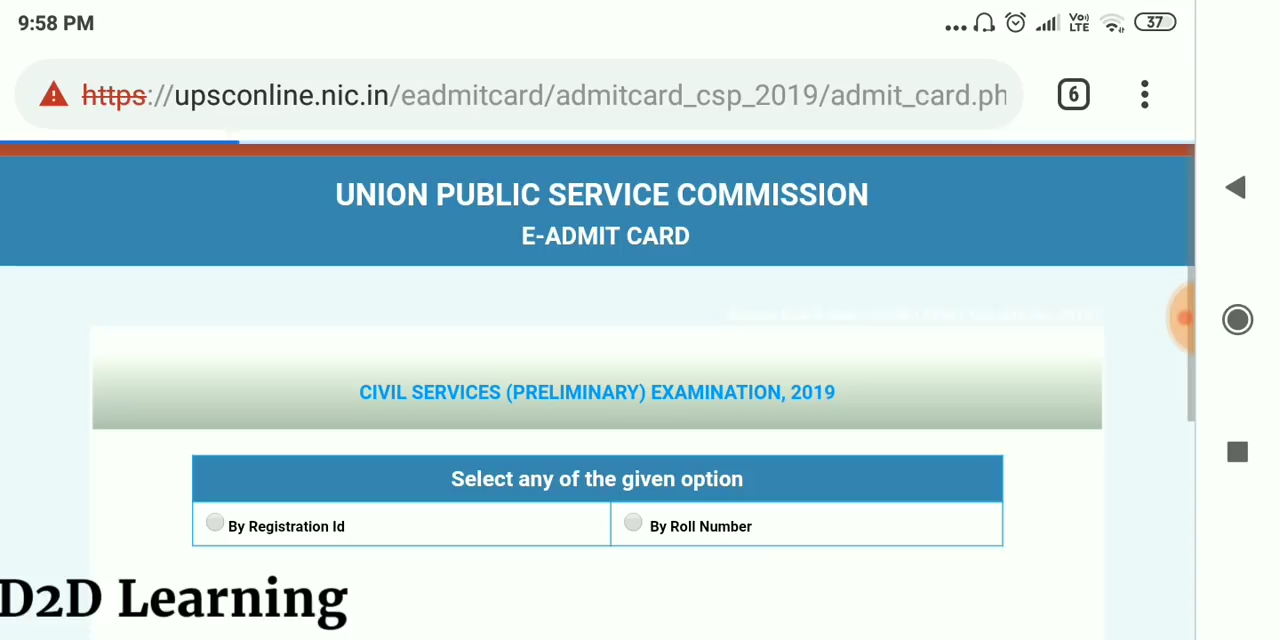 9:58 PM
Vo)) LTE
37
https://upsconline.nic.in/eadmitcard/admitcard_csp_2019/admit_card.ph
6
UNION PUBLIC SERVICE COMMISSION
E-ADMIT CARD
CIVIL SERVICES (PRELIMINARY) EXAMINATION, 2019
Select any of the given option
By Registration Id
By Roll Number
D2D Learning